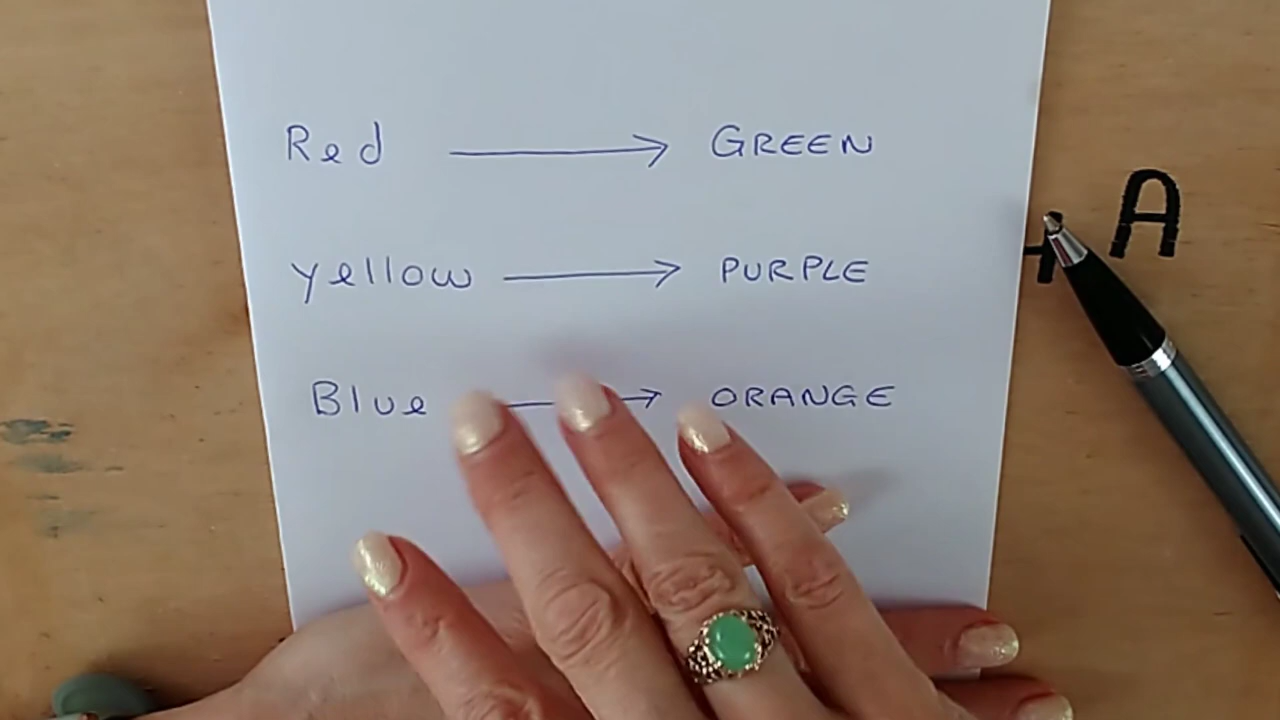 Red → GREEN
yellow → PURPLE
Blue → ORANGE
A